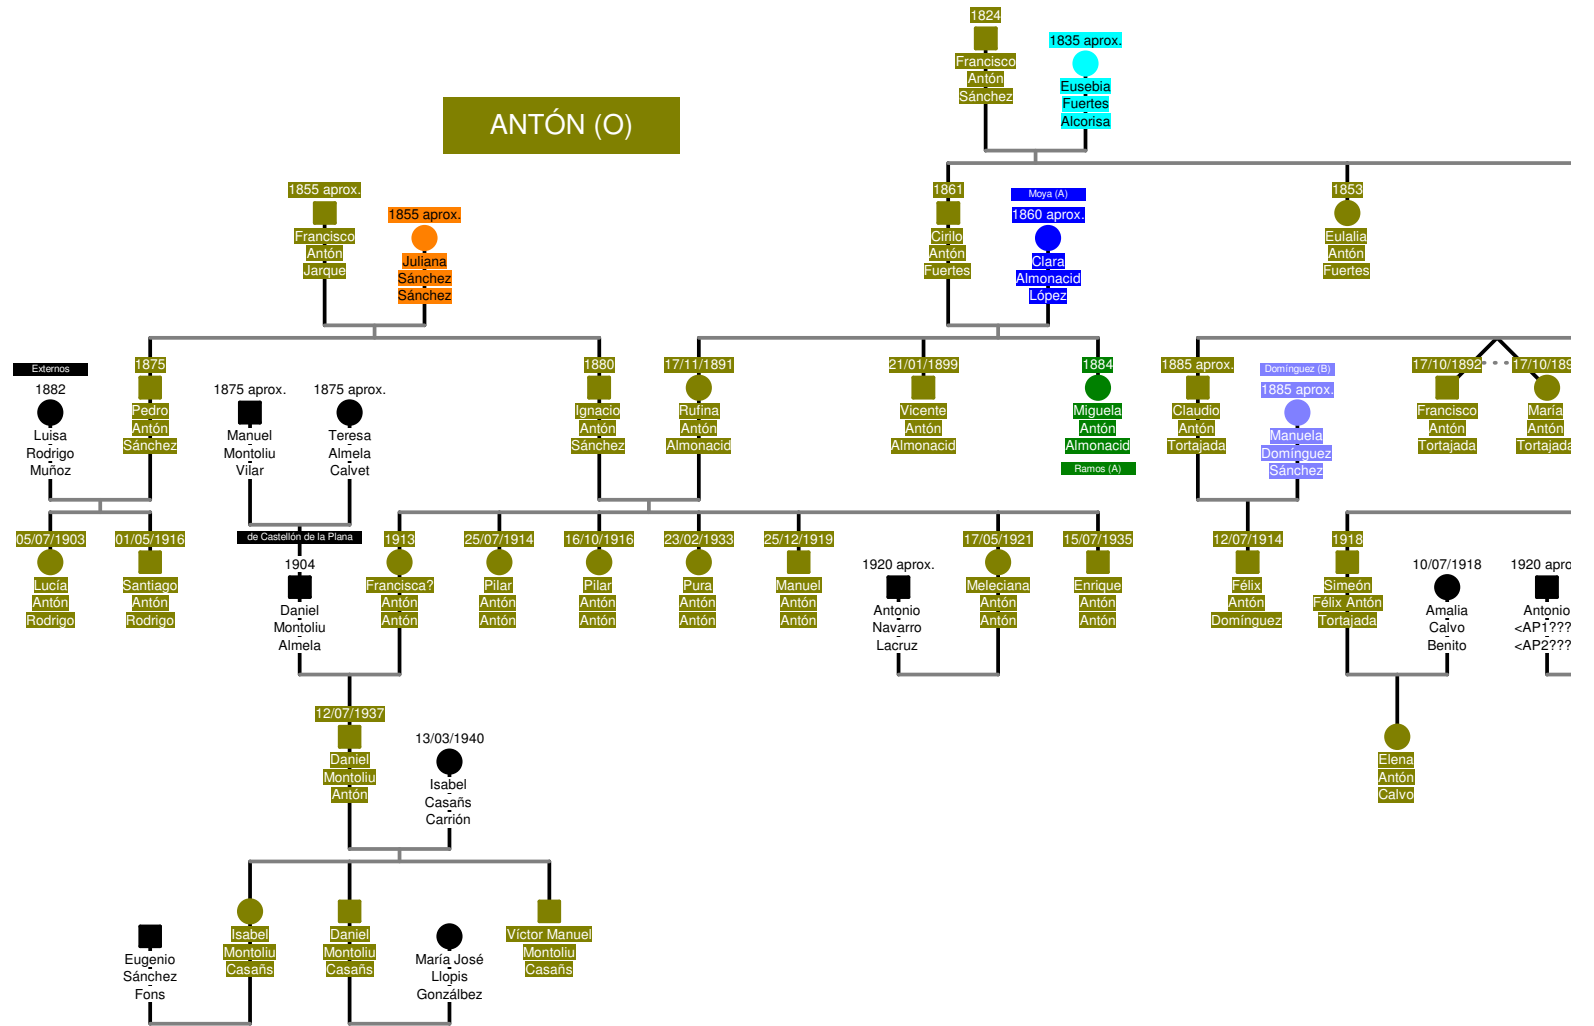 1824
Francisco
Antón
Sánchez
1835 aprox.
Eusebia
Fuertes
Alcorisa
ANTÓN (O)
1855 aprox.
Francisco
Antón
Jarque
1855 aprox.
Juliana
Sánchez
Sánchez
1861
Cirilo
Antón
Fuertes
Moya (A)
1860 aprox.
Clara
Almonacid
López
1853
Eulalia
Antón
Fuertes
Externos
1882
Luisa
Rodrigo
Muñoz
1875
Pedro
Antón
Sánchez
1875 aprox.
Manuel
Montoliu
Vilar
1875 aprox.
Teresa
Almela
Calvet
1880
Ignacio
Antón
Sánchez
17/11/1891
Rufina
Antón
Almonacid
21/01/1899
Vicente
Antón
Almonacid
1884
Miguela
Antón
Almonacid
Ramos (A)
1885 aprox.
Claudio
Antón
Tortajada
Domínguez (B)
1885 aprox.
Manuela
Domínguez
Sánchez
17/10/1892
Francisco
Antón
Tortajada
17/10/189
María
Antón
Tortajada
05/07/1903
Lucía
Antón
Rodrigo
01/05/1916
Santiago
Antón
Rodrigo
de Castellón de la Plana
1904
Daniel
Montoliu
Almela
1913
Francisca?
Antón
Antón
25/07/1914
Pilar
Antón
Antón
16/10/1916
Pilar
Antón
Antón
23/02/1933
Pura
Antón
Antón
25/12/1919
Manuel
Antón
Antón
1920 aprox.
Antonio
Navarro
Lacruz
17/05/1921
Meleciana
Antón
Antón
15/07/1935
Enrique
Antón
Antón
12/07/1914
Félix
Antón
Domínguez
1918
Simeón
Félix Antón
Tortajada
10/07/1918
Amalia
Calvo
Benito
1920 apro
Antonio
<AP1???
<AP2???
12/07/1937
Daniel
Montoliu
Antón
13/03/1940
Isabel
Casañs
Carrión
Elena
Antón
Calvo
Eugenio
Sánchez
Fons
Isabel
Montoliu
Casañs
Daniel
Montoliu
Casañs
María José
Llopis
Gonzálbez
Víctor Manuel
Montoliu
Casañs